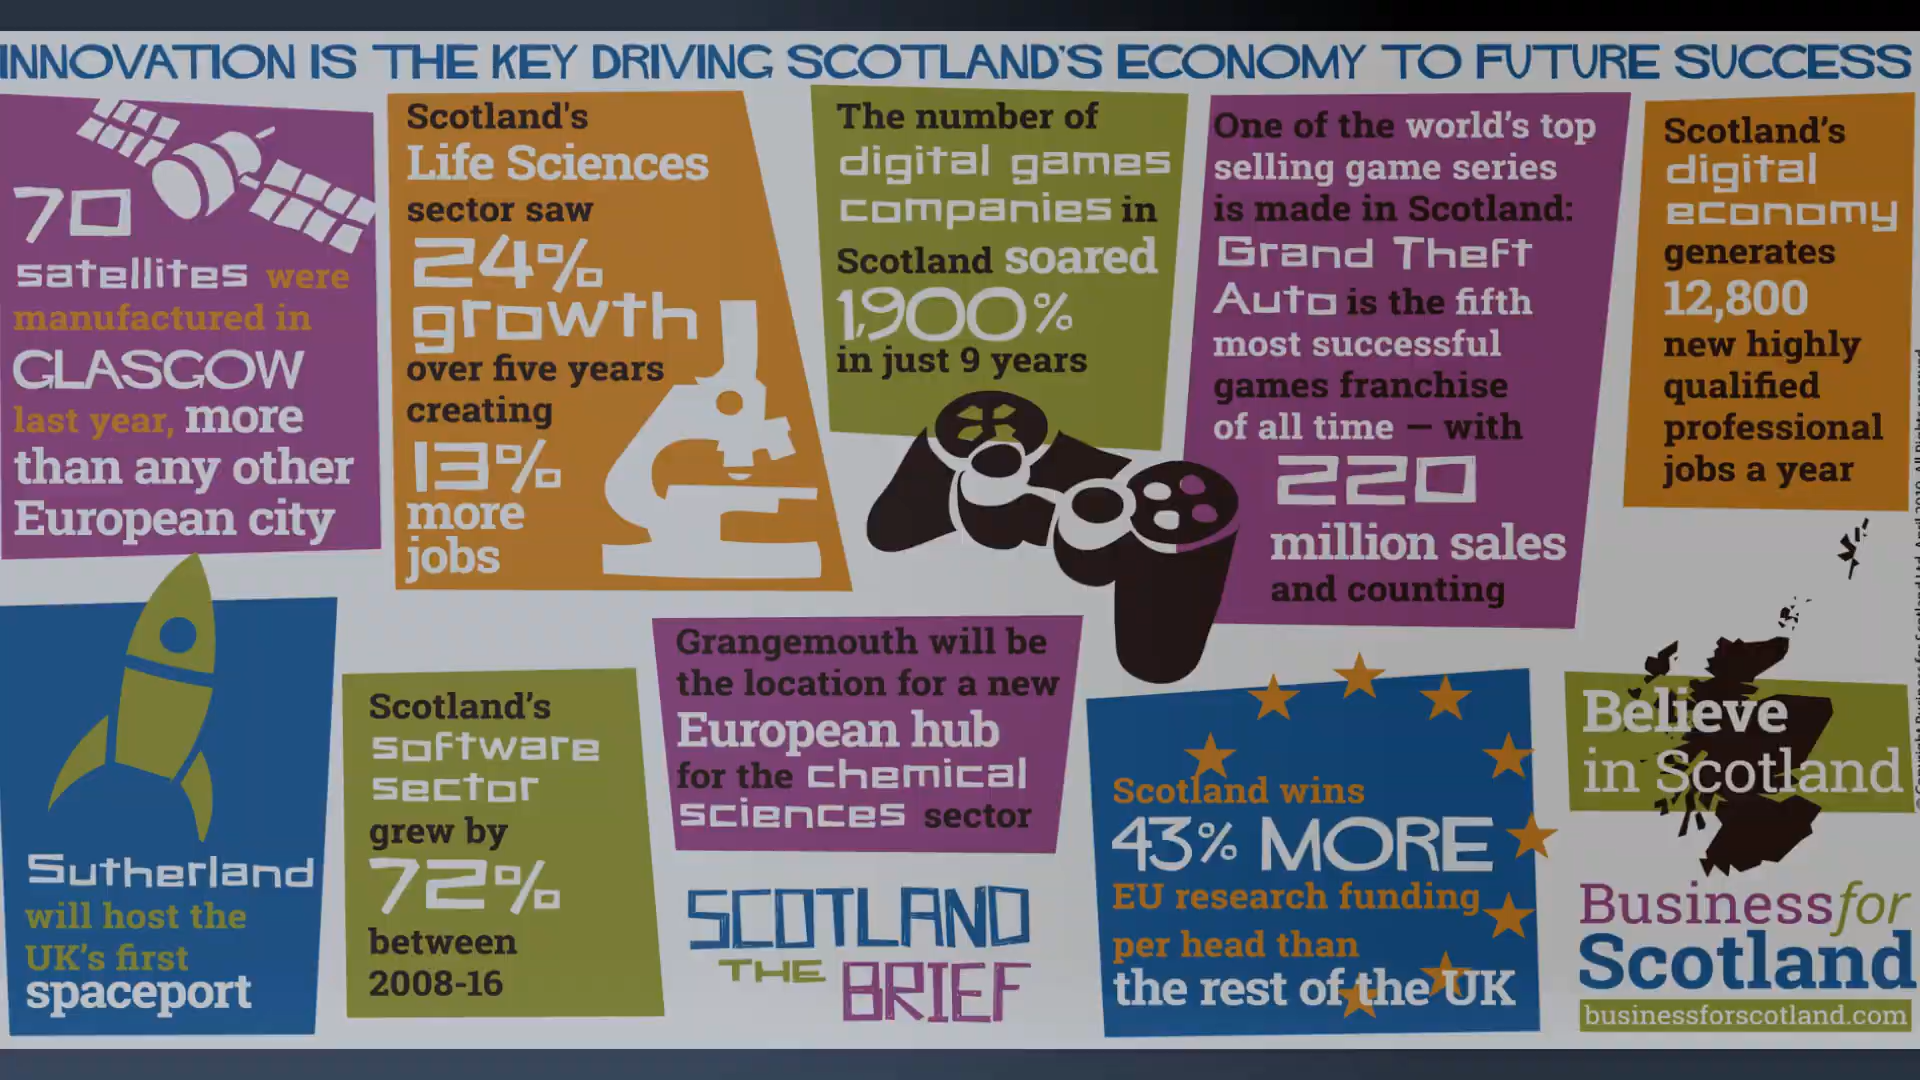 INNOVATION IS THE KEY DRIVING SCOTLAND'S ECONOMY TO FUTURE SUCCESS
70
satellites were
manufactured in
GLASGOW
last year, more
than any other
European city
Scotland's
Life Sciences
sector saw
24%
growth
over five years
creating
13%
more
jobs
The number of
digital games
companies in
Scotland soared
1,900%
in just 9 years
One of the world's top
selling game series
is made in Scotland:
Grand Theft
Auto is the fifth
most successful
games franchise
of all time – with
220
million sales
and counting
Scotland's
digital
economy
generates
12,800
new highly
qualified
professional
jobs a year
Sutherland
will host the
UK's first
spaceport
Scotland's
software
sector
grew by
72%
between
2008-16
Grangemouth will be
the location for a new
European hub
for the chemical
sciences sector
SCOTLAND
THE BRIEF
Scotland wins
43% MORE
EU research funding
per head than
the rest of the UK
Believe
in Scotland
Business for
Scotland
businessforscotland.com